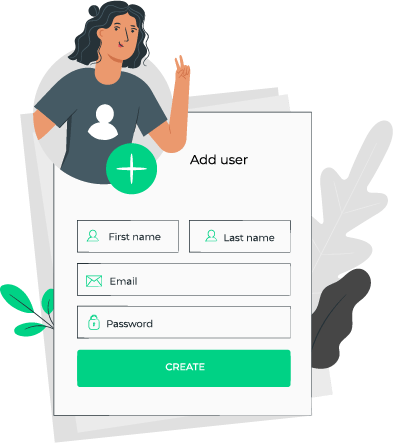 Add user
First name
Last name
Email
Password
CREATE